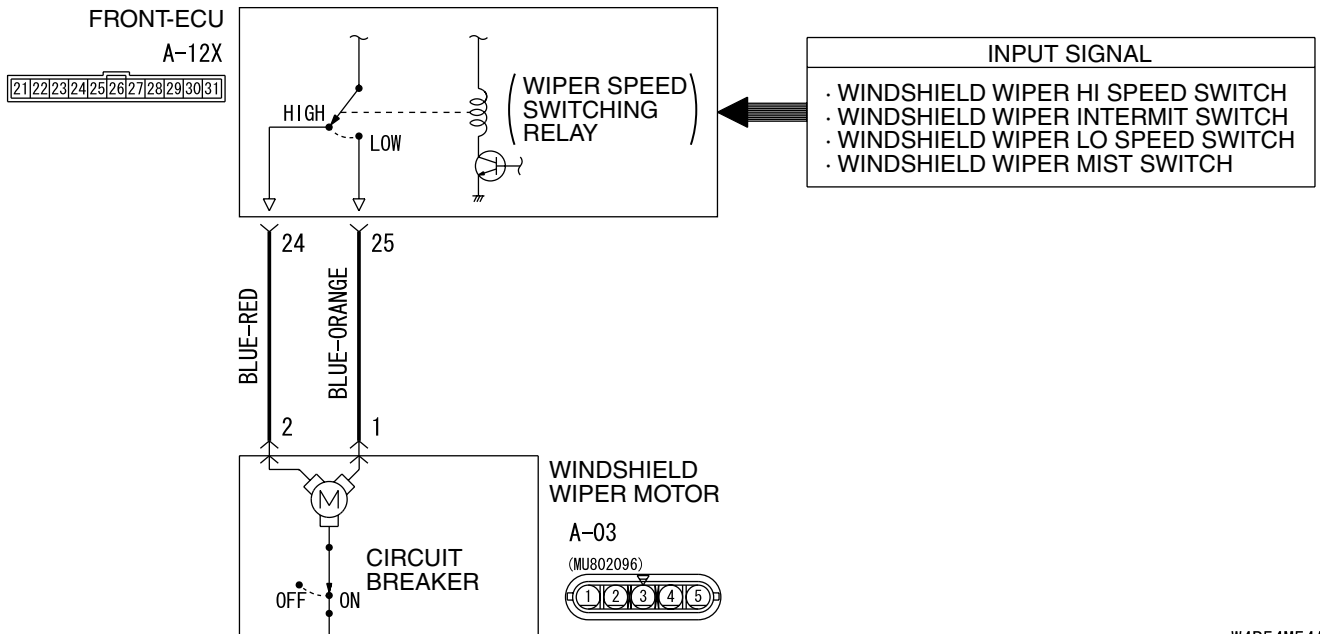 FRONT-ECU
A-12X
21 22 23 24 25 26 27 28 29 30 31
HIGH
LOW
(WIPER SPEED
SWITCHING
RELAY)
INPUT SIGNAL
· WINDSHIELD WIPER HI SPEED SWITCH
· WINDSHIELD WIPER INTERMIT SWITCH
· WINDSHIELD WIPER LO SPEED SWITCH
· WINDSHIELD WIPER MIST SWITCH
24 25
BLUE-RED
BLUE-ORANGE
2 1
M
CIRCUIT
BREAKER
OFF ON
WINDSHIELD
WIPER MOTOR
A-03
(MU802096)
1 2 3 4 5